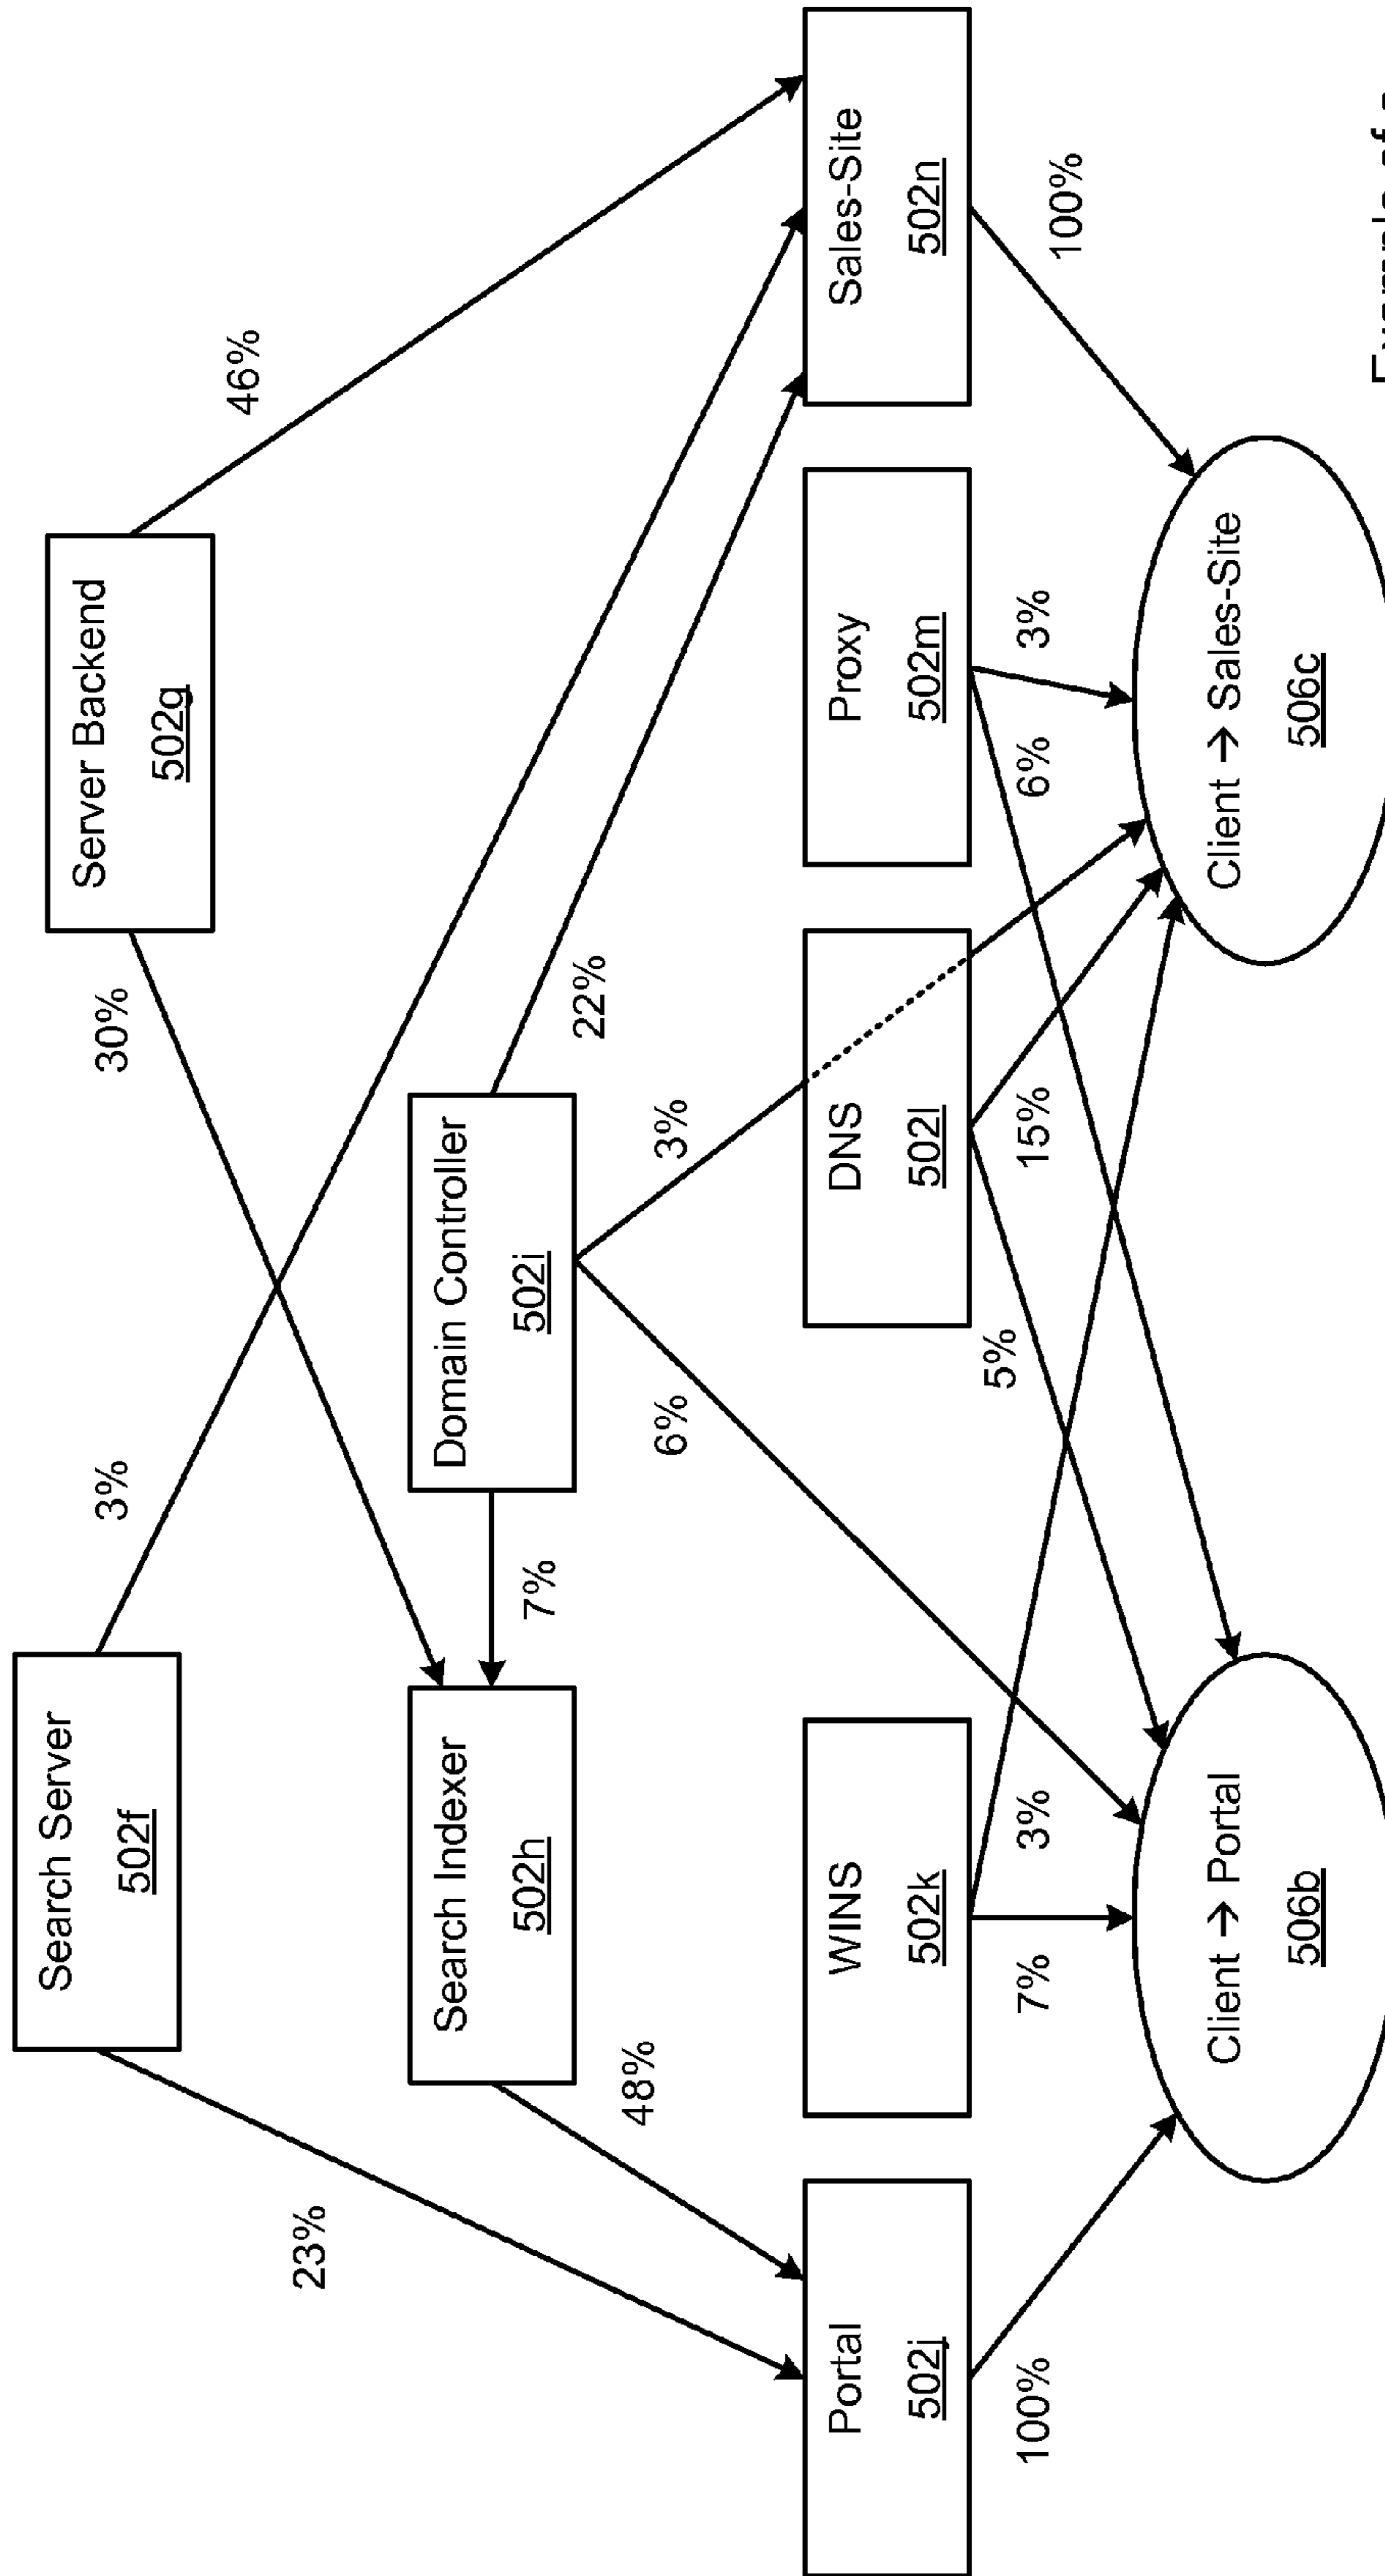 Search Server
502f
Server Backend
502g
3%
30%
46%
23%
Search Indexer
502h
7%
Domain Controller
502i
22%
48%
6%
3%
Portal
502j
WINS
502k
DNS
502l
Proxy
502m
Sales-Site
502n
100%
7%
3%
5%
15%
6%
3%
100%
Client → Portal
506b
Client → Sales-Site
506c
Example of a